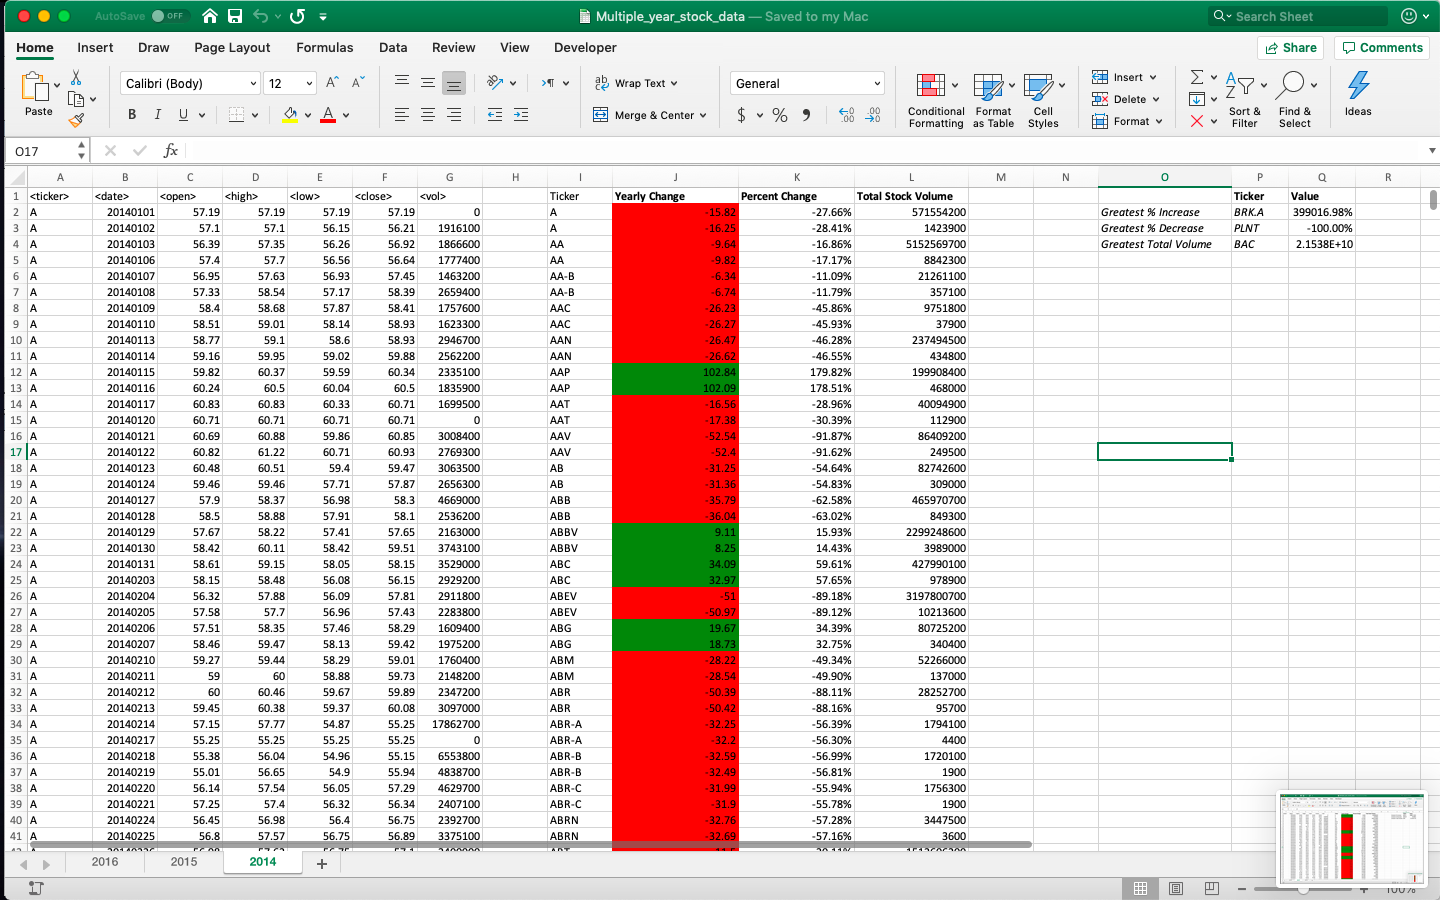 AutoSave OFF Multiple_year_stock_data — Saved to my Mac Search Sheet
Home Insert Draw Page Layout Formulas Data Review View Developer Share Comments
Paste Calibri (Body) 12 A A Wrap Text General Conditional Formatting Format as Table Cell Styles Insert Sort & Filter Find & Select Ideas
B I U A Merge & Center $ % Delete
Format
O17 fx
A B C D E F G H I J K L M N O P Q R
1 <ticker> <date> <open> <high> <low> <close> <vol> Ticker Yearly Change Percent Change Total Stock Volume Ticker Value
2 A 20140101 57.19 57.19 57.19 57.19 0 A -15.82 -27.66% 571554200 Greatest % Increase BRK.A 399016.98%
3 A 20140102 57.1 57.1 56.15 56.21 1916100 A -16.25 -28.41% 1423900 Greatest % Decrease PLNT -100.00%
4 A 20140103 56.39 57.35 56.26 56.92 1866600 AA -9.64 -16.86% 5152569700 Greatest Total Volume BAC 2.1538E+10
5 A 20140106 57.4 57.7 56.56 56.64 1777400 AA -9.82 -17.17% 8842300
6 A 20140107 56.95 57.63 56.93 57.45 1463200 AA-B -6.34 -11.09% 21261100
7 A 20140108 57.33 58.54 57.17 58.39 2659400 AA-B -6.74 -11.79% 357100
8 A 20140109 58.4 58.68 57.87 58.41 1757600 AAC -26.23 -45.86% 9751800
9 A 20140110 58.51 59.01 58.14 58.93 1623300 AAC -26.27 -45.93% 37900
10 A 20140113 58.77 59.1 58.6 58.93 2946700 AAN -26.47 -46.28% 237494500
11 A 20140114 59.16 59.95 59.02 59.88 2562200 AAN -26.62 -46.55% 434800
12 A 20140115 59.82 60.37 59.59 60.34 2335100 AAP 102.84 179.82% 199908400
13 A 20140116 60.24 60.5 60.04 60.5 1835900 AAP 102.09 178.51% 468000
14 A 20140117 60.83 60.83 60.33 60.71 1699500 AAT -16.56 -28.96% 40094900
15 A 20140120 60.71 60.71 60.71 60.71 0 AAT -17.38 -30.39% 112900
16 A 20140121 60.69 60.88 59.86 60.85 3008400 AAV -52.54 -91.87% 86409200
17 A 20140122 60.82 61.22 60.71 60.93 2769300 AAV -52.4 -91.62% 249500
18 A 20140123 60.48 60.51 59.4 59.47 3063500 AB -31.25 -54.64% 82742600
19 A 20140124 59.46 59.46 57.71 57.87 2656300 AB -31.36 -54.83% 309000
20 A 20140127 57.9 58.37 56.98 58.3 4669000 ABB -35.79 -62.58% 465970700
21 A 20140128 58.5 58.88 57.91 58.1 2536200 ABB -36.04 -63.02% 849300
22 A 20140129 57.67 58.22 57.41 57.65 2163000 ABBV 9.11 15.93% 2299248600
23 A 20140130 58.42 60.11 58.42 59.51 3743100 ABBV 8.25 14.43% 3989000
24 A 20140131 58.61 59.15 58.05 58.15 3529000 ABC 34.09 59.61% 427990100
25 A 20140203 58.15 58.48 56.08 56.15 2929200 ABC 32.97 57.65% 978900
26 A 20140204 56.32 57.88 56.09 57.81 2911800 ABEV -51 -89.18% 3197800700
27 A 20140205 57.58 57.7 56.96 57.43 2283800 ABEV -50.97 -89.12% 10213600
28 A 20140206 57.51 58.35 57.46 58.29 1609400 ABG 19.67 34.39% 80725200
29 A 20140207 58.46 59.47 58.13 59.42 1975200 ABG 18.73 32.75% 340400
30 A 20140210 59.27 59.44 58.29 59.01 1760400 ABM -28.22 -49.34% 52266000
31 A 20140211 59 60 58.88 59.73 2148200 ABM -28.54 -49.90% 137000
32 A 20140212 60 60.46 59.67 59.89 2347200 ABR -50.39 -88.11% 28252700
33 A 20140213 59.45 60.38 59.37 60.08 3097000 ABR -50.42 -88.16% 95700
34 A 20140214 57.15 57.77 54.87 55.25 17862700 ABR-A -32.25 -56.39% 1794100
35 A 20140217 55.25 55.25 55.25 55.25 0 ABR-A -32.2 -56.30% 4400
36 A 20140218 55.38 56.04 54.96 55.15 6553800 ABR-B -32.59 -56.99% 1720100
37 A 20140219 55.01 56.65 54.9 55.94 4838700 ABR-B -32.49 -56.81% 1900
38 A 20140220 56.14 57.54 56.05 57.29 4629700 ABR-C -31.99 -55.94% 1756300
39 A 20140221 57.25 57.4 56.32 56.34 2407100 ABR-C -31.9 -55.78% 1900
40 A 20140224 56.45 56.98 56.4 56.75 2392700 ABRN -32.76 -57.28% 3447500
41 A 20140225 56.8 57.57 56.75 56.89 3375100 ABRN -32.69 -57.16% 3600
2016 2015 2014 +
100%